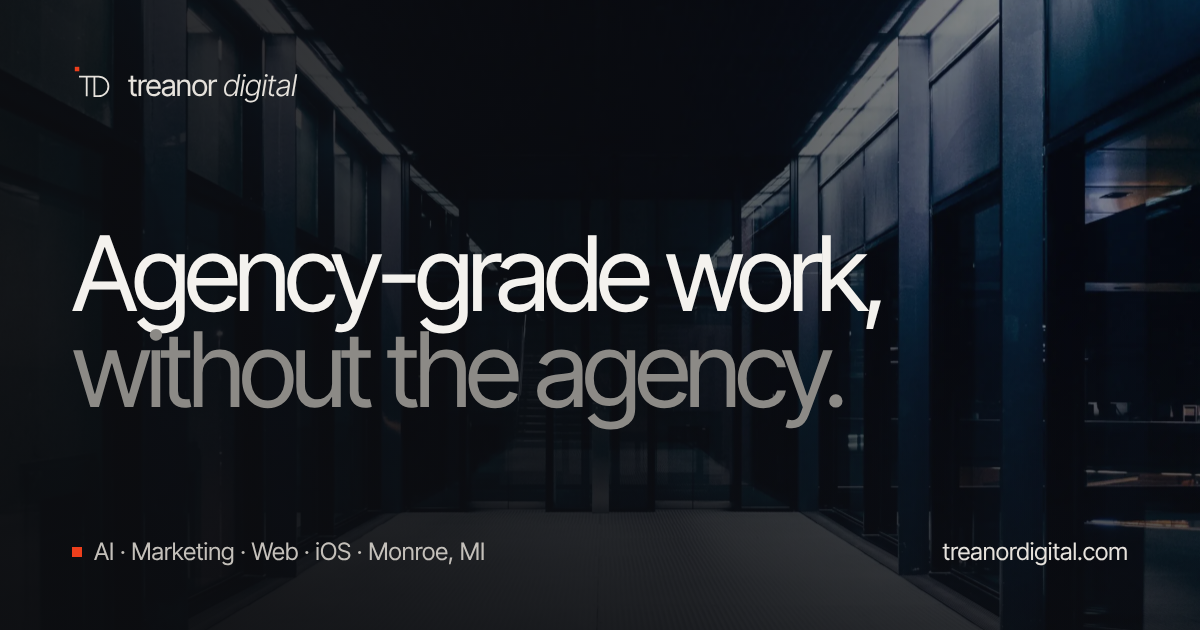 TD treanor digital
Agency-grade work,
without the agency.
AI · Marketing · Web · iOS · Monroe, MI
treanordigital.com